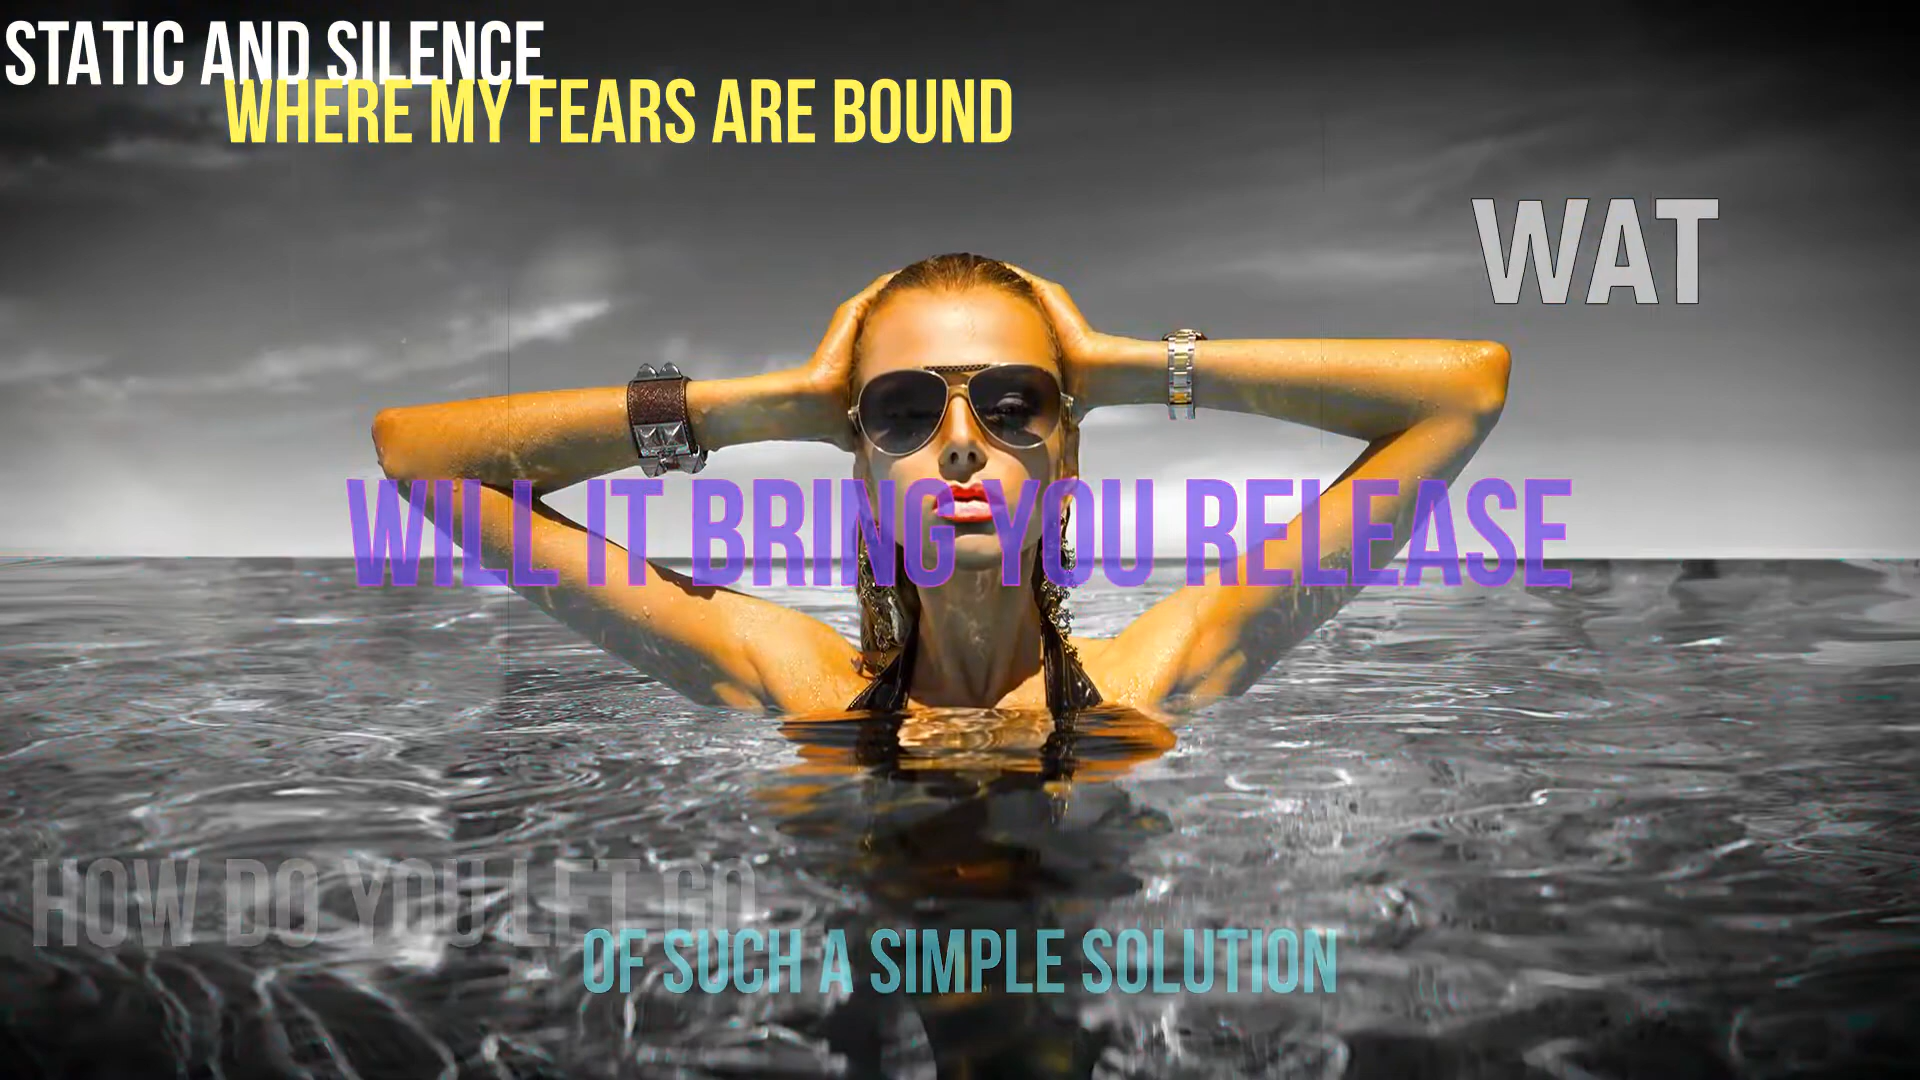 STATIC AND SILENCE
WHERE MY FEARS ARE BOUND
WAT
WILL IT BRING YOU RELEASE
HOW DO YOU LET GO
OF SUCH A SIMPLE SOLUTION